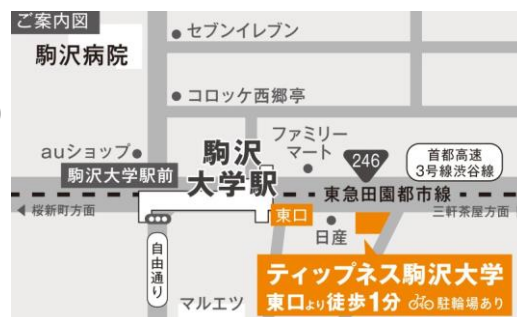 ご案内図
セブンイレブン
駒沢病院
コロッケ西郷亭
auショップ
駒沢
大学駅
ファミリー
マート
246
首都高速
3号線渋谷線
駒沢大学駅前
東急田園都市線
桜新町方面
三軒茶屋方面
東口
日産
自由通り
マルエツ
ティップネス駒沢大学
東口より徒歩1分 駐輪場あり